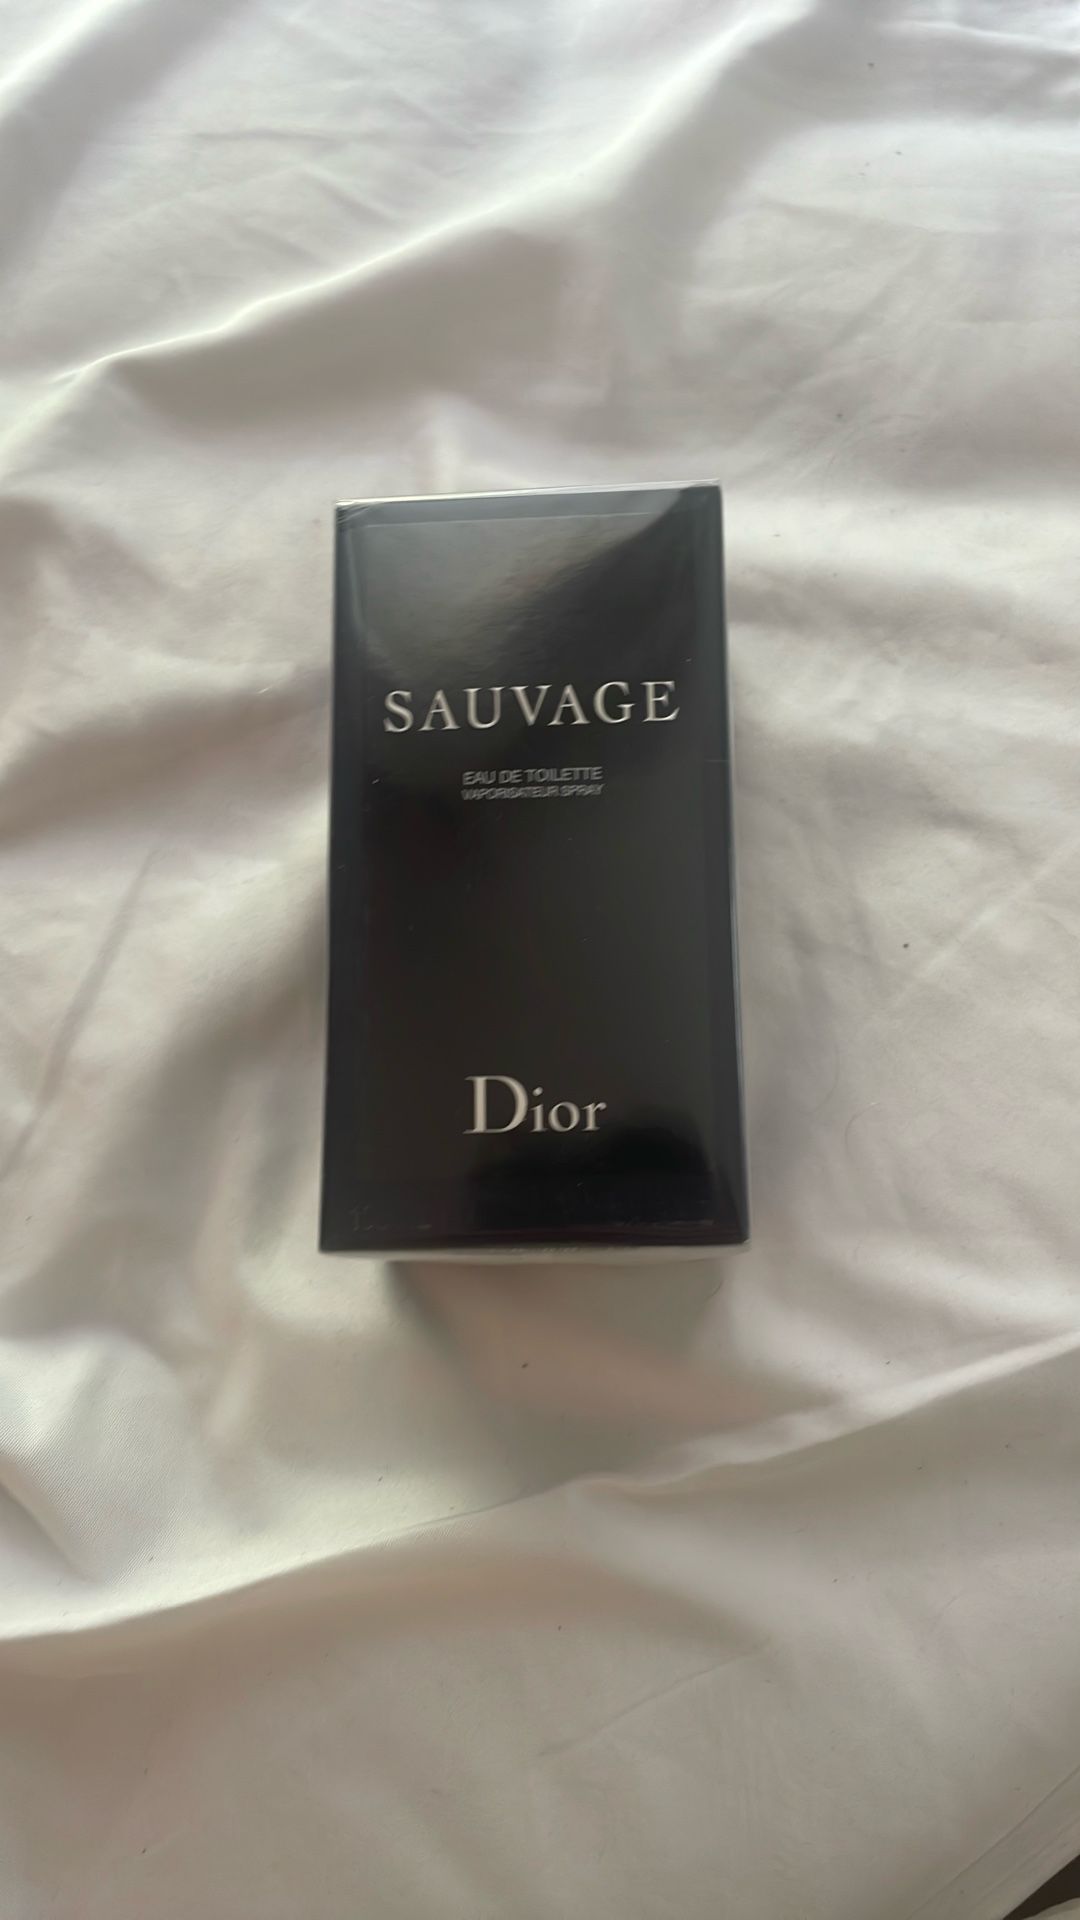 SAUVAGE
EAU DE TOILETTE
VAPORISATEUR SPRAY
Dior